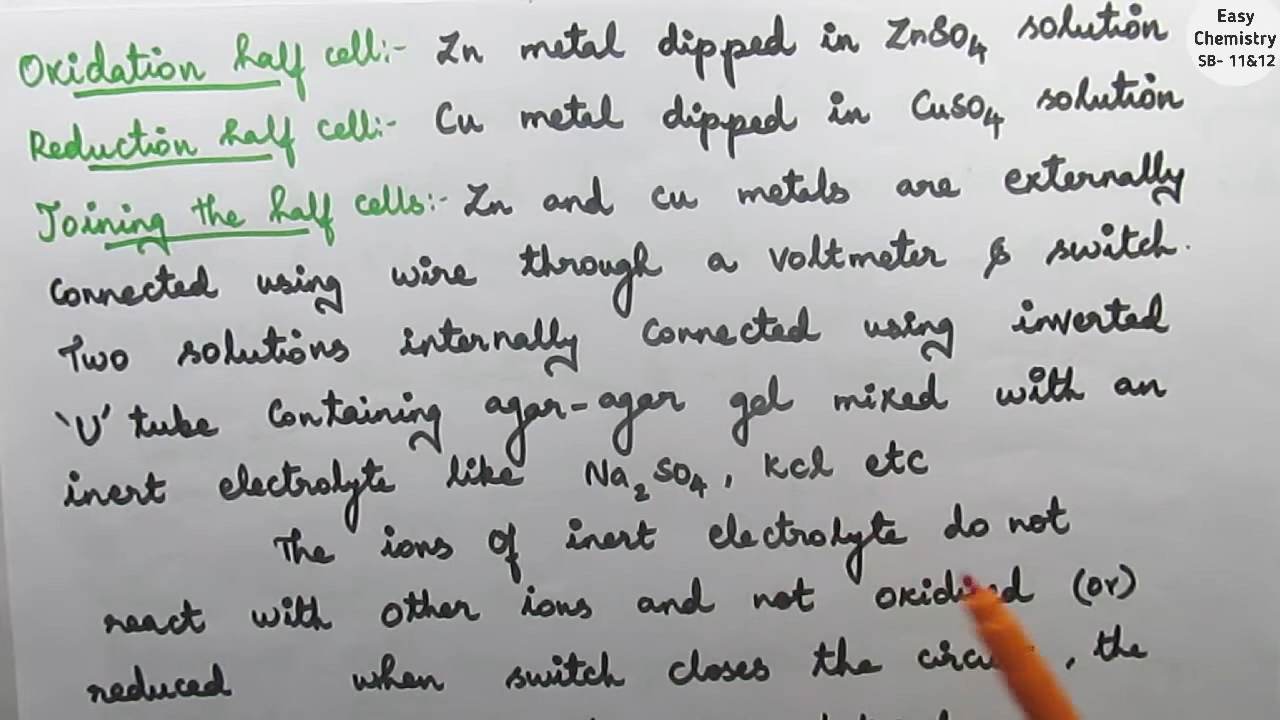 Easy
Chemistry
SB- 11&12
Oxidation half cell:- Zn metal dipped in ZnSO4 solution
Reduction half cell:- Cu metal dipped in CuSO4 solution
Joining the half cells:- Zn and cu metals are externally
Connected using wire through a voltmeter & switch.
Two solutions internally connected using inverted
'U' tube containing agar-agar gel mixed with an
inert electrolyte like Na2SO4, KCl etc
The ions of inert electrolyte do not
react with other ions and not oxidised (or)
reduced when switch closes the , the